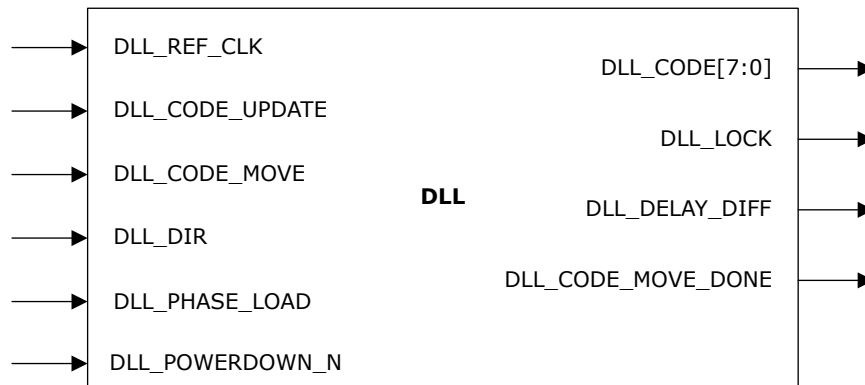 DLL_REF_CLK
DLL_CODE_UPDATE
DLL_CODE_MOVE
DLL_DIR
DLL_PHASE_LOAD
DLL_POWERDOWN_N
DLL
DLL_CODE[7:0]
DLL_LOCK
DLL_DELAY_DIFF
DLL_CODE_MOVE_DONE